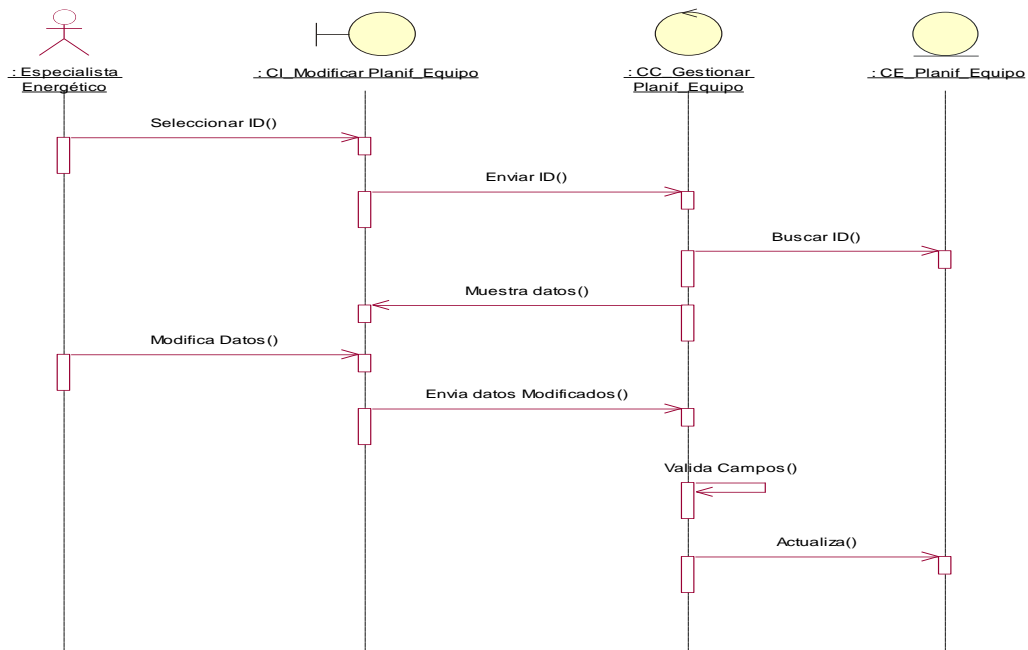 : Especialista
Energético
: CI_Modificar Planif_Equipo
: CC_Gestionar
Planif_Equipo
: CE_Planif_Equipo
Seleccionar ID()
Enviar ID()
Buscar ID()
Muestra datos()
Modifica Datos()
Envia datos Modificados()
Valida Campos()
Actualiza()